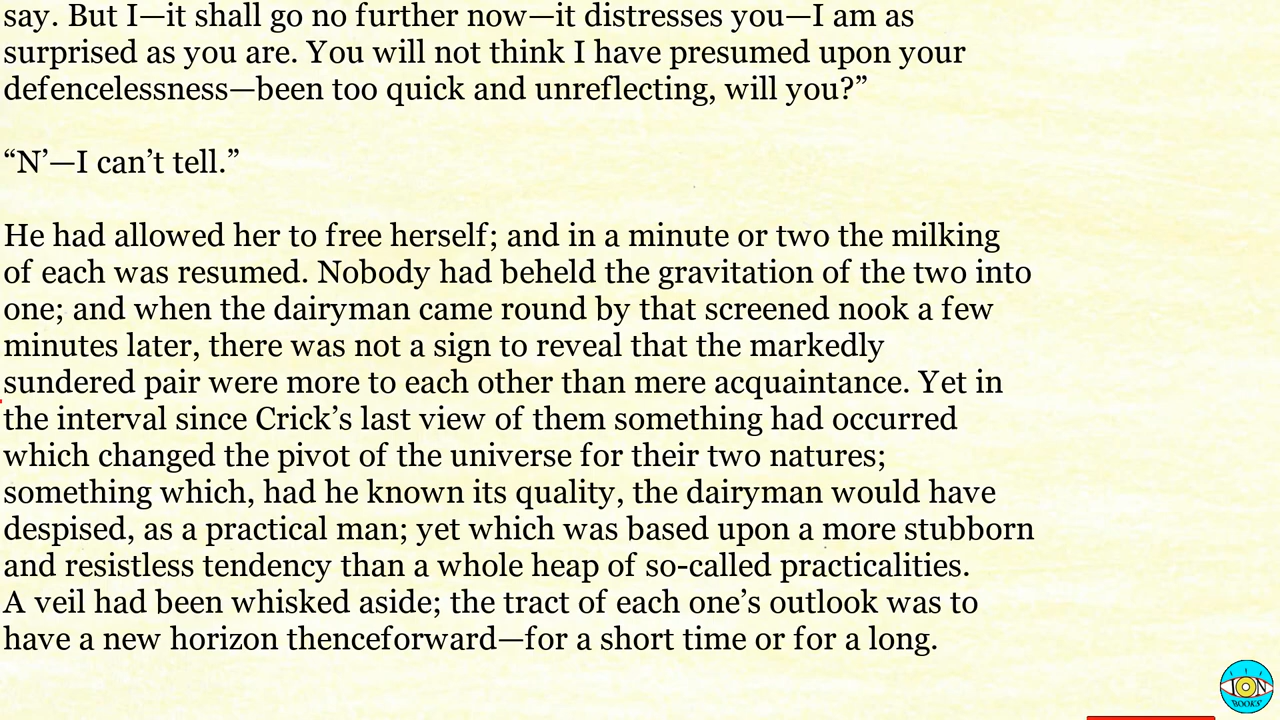 say. But I—it shall go no further now—it distresses you—I am as
surprised as you are. You will not think I have presumed upon your
defencelessness—been too quick and unreflecting, will you?”
“N’—I can’t tell.”
He had allowed her to free herself; and in a minute or two the milking
of each was resumed. Nobody had beheld the gravitation of the two into
one; and when the dairyman came round by that screened nook a few
minutes later, there was not a sign to reveal that the markedly
sundered pair were more to each other than mere acquaintance. Yet in
the interval since Crick’s last view of them something had occurred
which changed the pivot of the universe for their two natures;
something which, had he known its quality, the dairyman would have
despised, as a practical man; yet which was based upon a more stubborn
and resistless tendency than a whole heap of so-called practicalities.
A veil had been whisked aside; the tract of each one’s outlook was to
have a new horizon thenceforward—for a short time or for a long.
ION
BOOKS